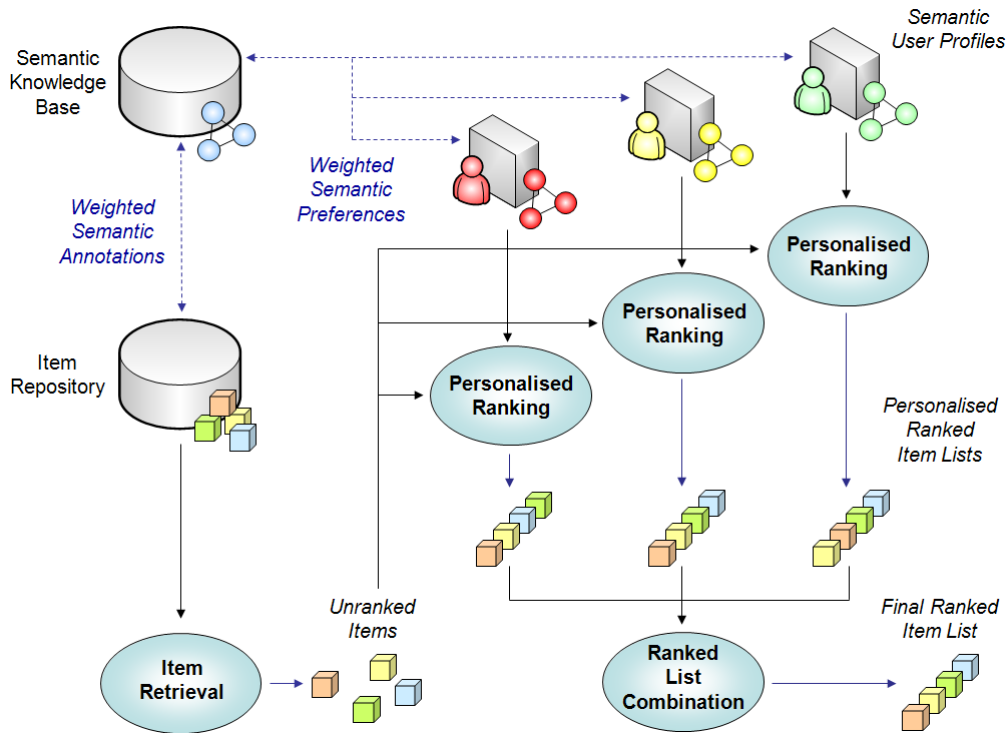 Semantic
Knowledge
Base
Semantic
User Profiles
Weighted
Semantic
Preferences
Weighted
Semantic
Annotations
Personalised
Ranking
Personalised
Ranking
Personalised
Ranking
Item
Repository
Personalised
Ranked
Item Lists
Unranked
Items
Final Ranked
Item List
Item
Retrieval
Ranked
List
Combination